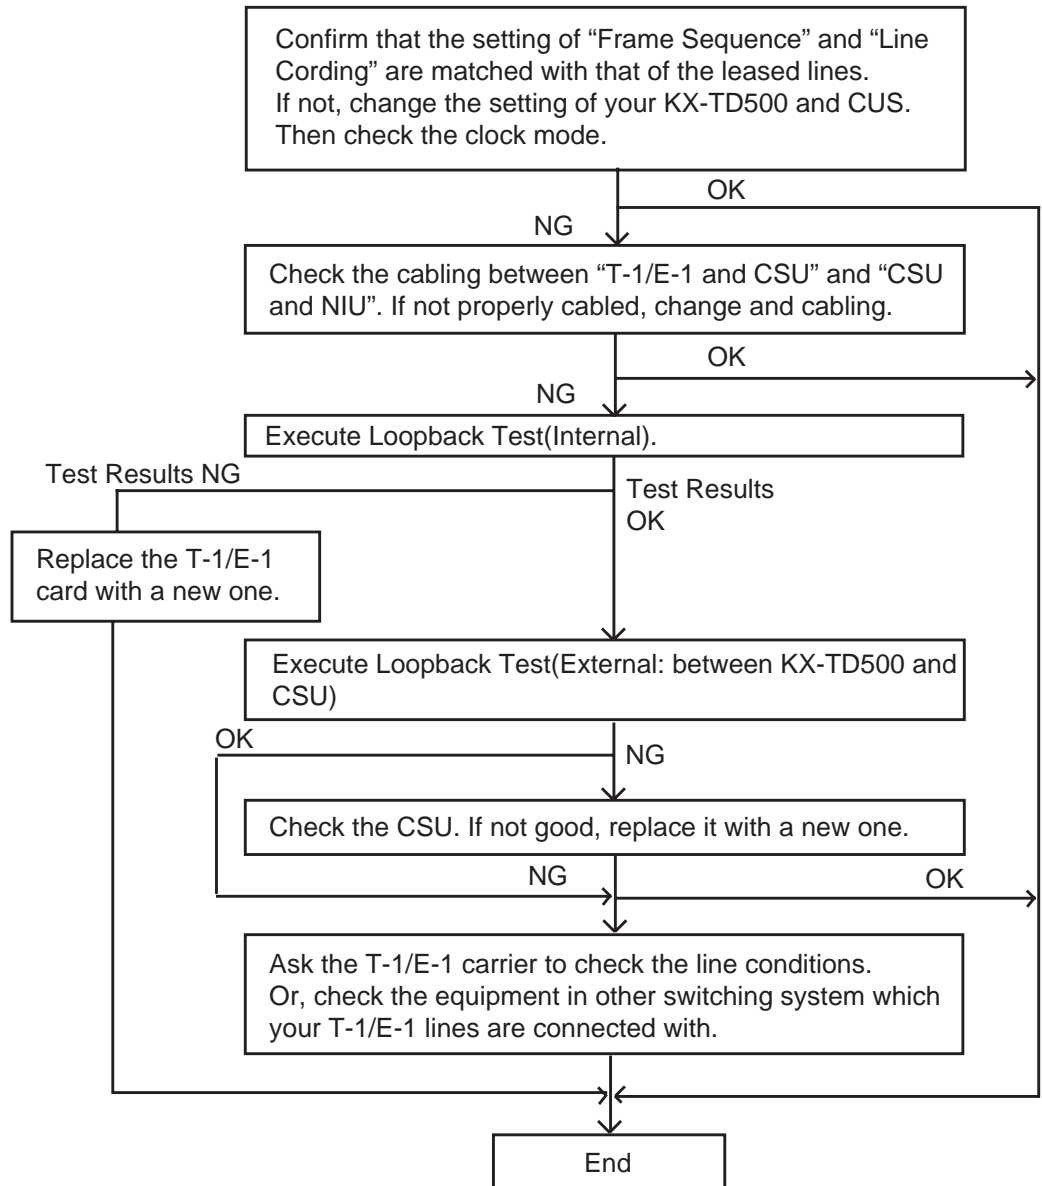 Confirm that the setting of “Frame Sequence” and “Line
Cording” are matched with that of the leased lines.
If not, change the setting of your KX-TD500 and CUS.
Then check the clock mode.
OK
NG
Check the cabling between “T-1/E-1 and CSU” and “CSU
and NIU”. If not properly cabled, change and cabling.
OK
NG
Execute Loopback Test(Internal).
Test Results NG
Test Results
OK
Replace the T-1/E-1
card with a new one.
Execute Loopback Test(External: between KX-TD500 and
CSU)
OK
NG
Check the CSU. If not good, replace it with a new one.
NG
OK
Ask the T-1/E-1 carrier to check the line conditions.
Or, check the equipment in other switching system which
your T-1/E-1 lines are connected with.
End